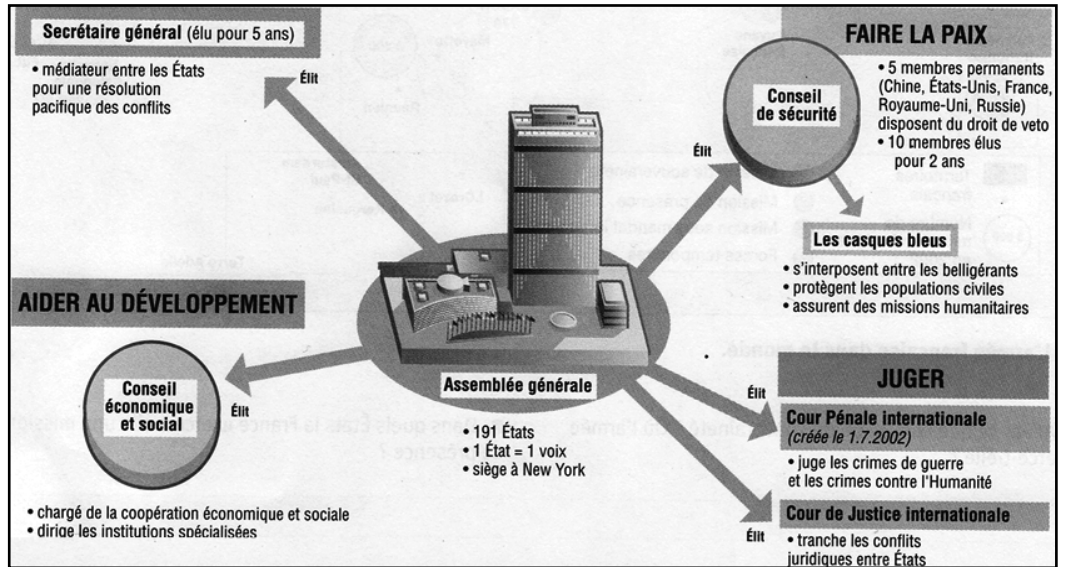 Secrétaire général (élu pour 5 ans)
• médiateur entre les États
pour une résolution
pacifique des conflits
Élit
FAIRE LA PAIX
Conseil
de sécurité
• 5 membres permanents
(Chine, États-Unis, France,
Royaume-Uni, Russie)
disposent du droit de veto
• 10 membres élus
pour 2 ans
Élit
Les casques bleus
• s'interposent entre les belligérants
• protègent les populations civiles
• assurent des missions humanitaires
AIDER AU DÉVELOPPEMENT
Conseil
économique
et social
Élit
• chargé de la coopération économique et sociale
• dirige les institutions spécialisées
Assemblée générale
• 191 États
• 1 État = 1 voix
• siège à New York
JUGER
Élit
Cour Pénale internationale
(créée le 1.7.2002)
• juge les crimes de guerre
et les crimes contre l'Humanité
Cour de Justice internationale
Élit
• tranche les conflits
juridiques entre États